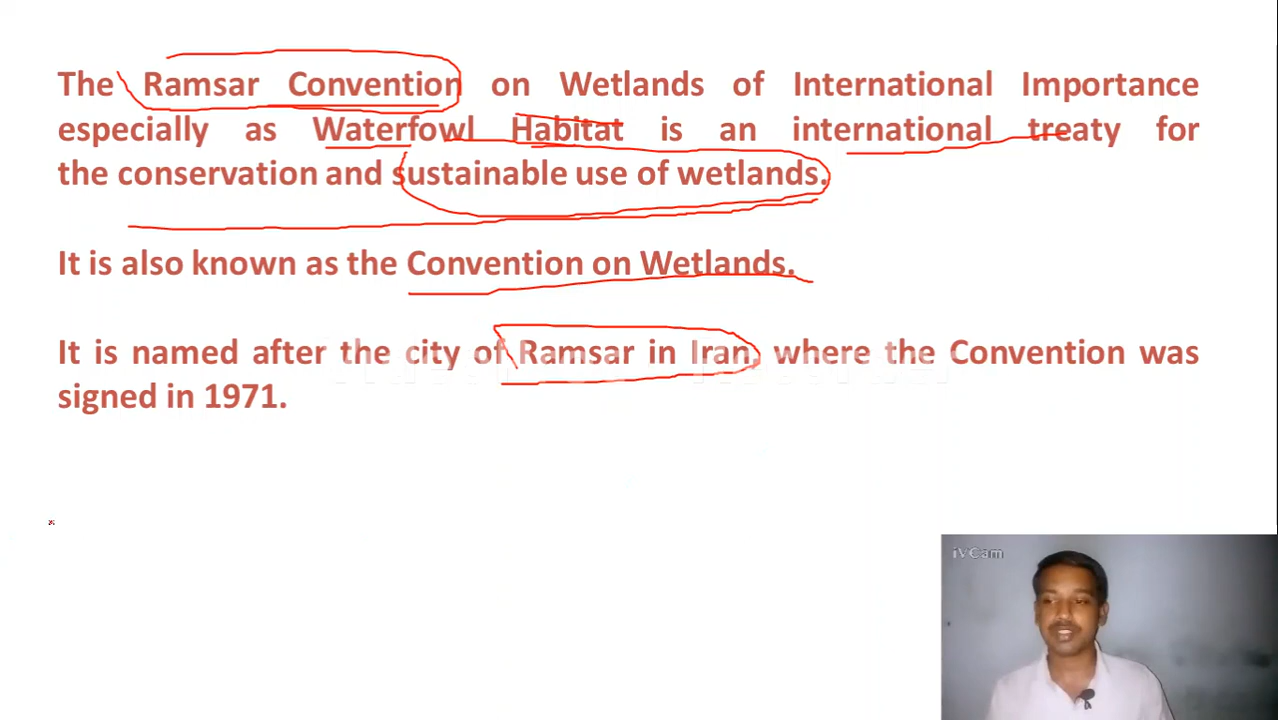 The Ramsar Convention on Wetlands of International Importance
especially as Waterfowl Habitat is an international treaty for
the conservation and sustainable use of wetlands.
It is also known as the Convention on Wetlands.
It is named after the city of Ramsar in Iran, where the Convention was
signed in 1971.
iVCam